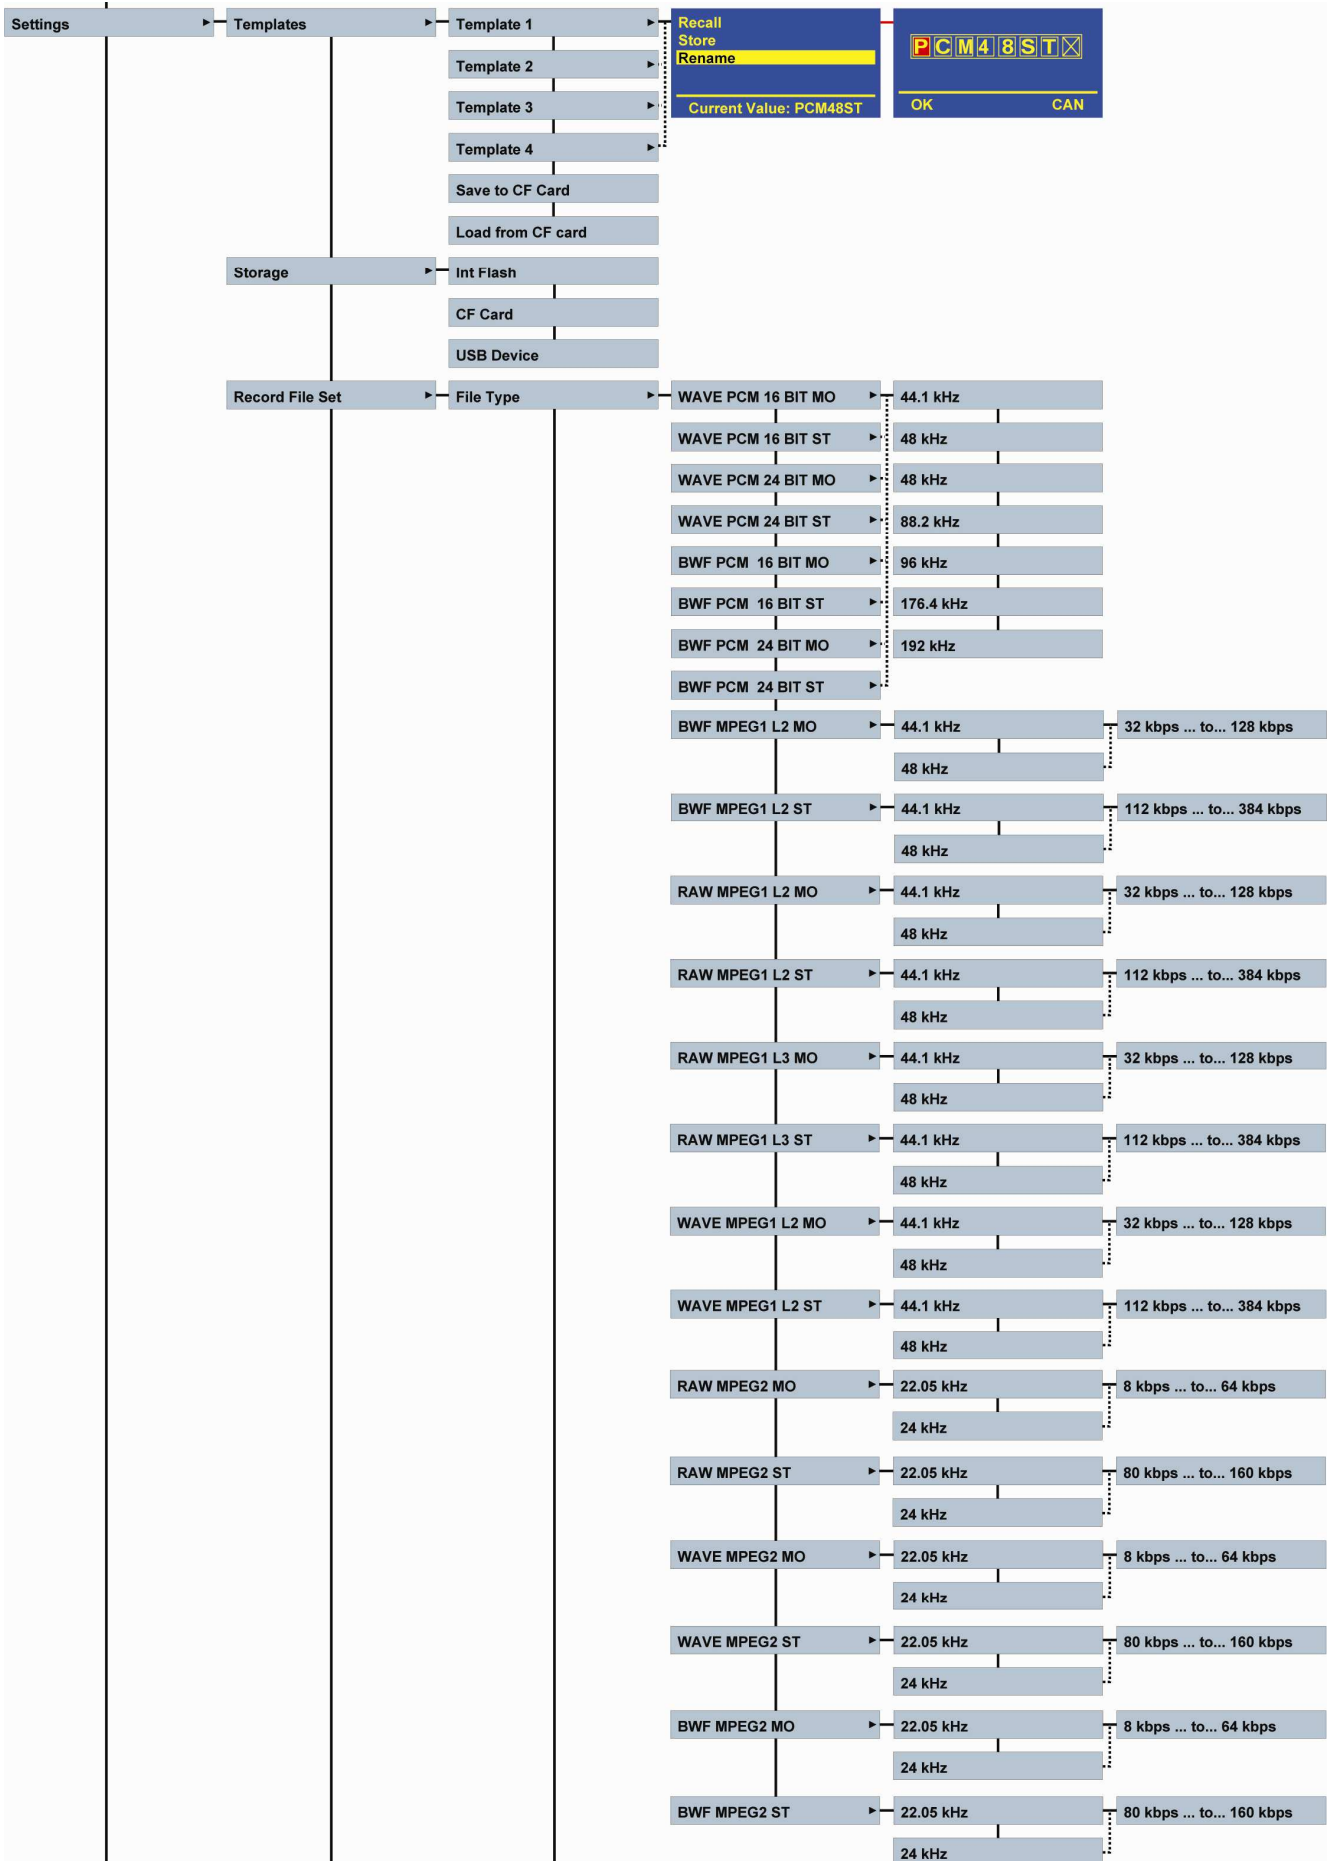 Settings
Templates
Template 1
Recall
Store
Rename
Current Value: PCM48ST
PCM48ST
OK CAN
Template 2
Template 3
Template 4
Save to CF Card
Load from CF card
Storage
Int Flash
CF Card
USB Device
Record File Set
File Type
WAVE PCM 16 BIT MO
44.1 kHz
WAVE PCM 16 BIT ST
48 kHz
WAVE PCM 24 BIT MO
48 kHz
WAVE PCM 24 BIT ST
88.2 kHz
BWF PCM 16 BIT MO
96 kHz
BWF PCM 16 BIT ST
176.4 kHz
BWF PCM 24 BIT MO
192 kHz
BWF PCM 24 BIT ST
BWF MPEG1 L2 MO
44.1 kHz
32 kbps ... to... 128 kbps
48 kHz
BWF MPEG1 L2 ST
44.1 kHz
112 kbps ... to... 384 kbps
48 kHz
RAW MPEG1 L2 MO
44.1 kHz
32 kbps ... to... 128 kbps
48 kHz
RAW MPEG1 L2 ST
44.1 kHz
112 kbps ... to... 384 kbps
48 kHz
RAW MPEG1 L3 MO
44.1 kHz
32 kbps ... to... 128 kbps
48 kHz
RAW MPEG1 L3 ST
44.1 kHz
112 kbps ... to... 384 kbps
48 kHz
WAVE MPEG1 L2 MO
44.1 kHz
32 kbps ... to... 128 kbps
48 kHz
WAVE MPEG1 L2 ST
44.1 kHz
112 kbps ... to... 384 kbps
48 kHz
RAW MPEG2 MO
22.05 kHz
8 kbps ... to... 64 kbps
24 kHz
RAW MPEG2 ST
22.05 kHz
80 kbps ... to... 160 kbps
24 kHz
WAVE MPEG2 MO
22.05 kHz
8 kbps ... to... 64 kbps
24 kHz
WAVE MPEG2 ST
22.05 kHz
80 kbps ... to... 160 kbps
24 kHz
BWF MPEG2 MO
22.05 kHz
8 kbps ... to... 64 kbps
24 kHz
BWF MPEG2 ST
22.05 kHz
80 kbps ... to... 160 kbps
24 kHz